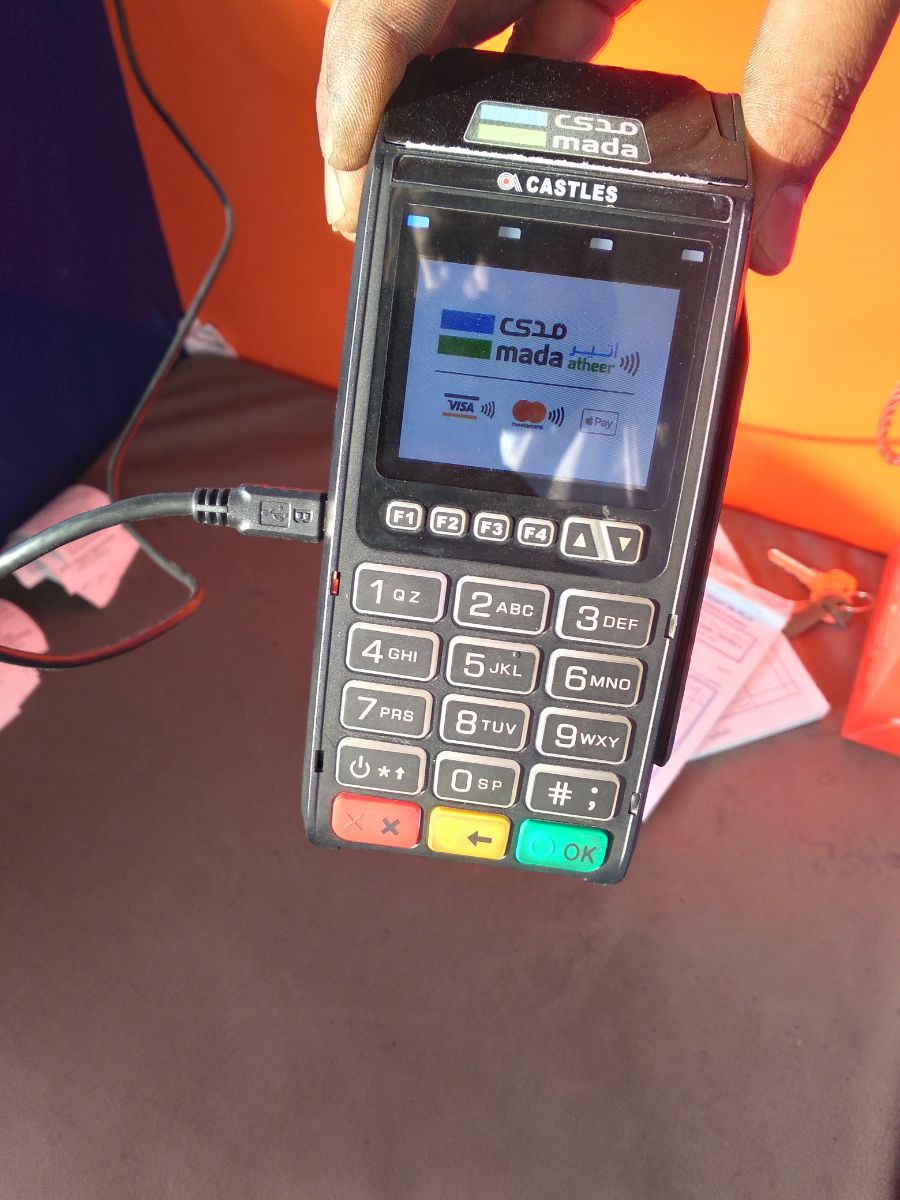 مدى
mada
CASTLES
مدى
mada أثير
atheer
VISA mastercard Pay
F1 F2 F3 F4
1 QZ 2 ABC 3 DEF
4 GHI 5 JKL 6 MNO
7 PRS 8 TUV 9 WXY
* 0 SP # ;
OK
B